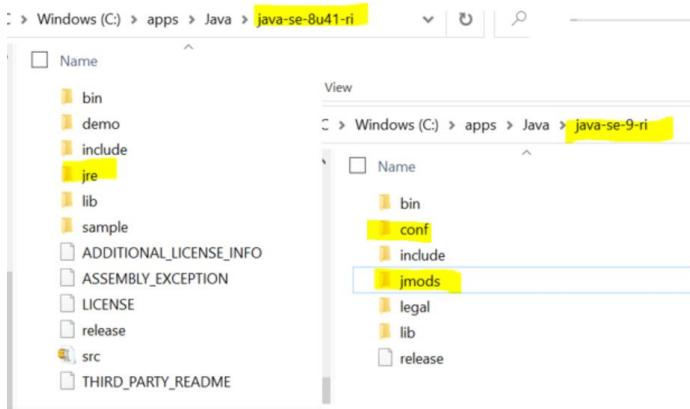 Windows (C:) > apps > Java > java-se-8u41-ri
Name
bin
demo
include
jre
lib
sample
ADDITIONAL_LICENSE_INFO
ASSEMBLY_EXCEPTION
LICENSE
release
src
THIRD_PARTY_README
View
Windows (C:) > apps > Java > java-se-9-ri
Name
bin
conf
include
jmods
legal
lib
release